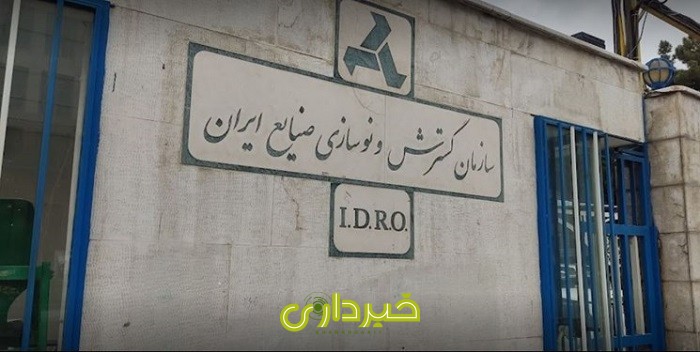 سازمان گسترش و نوسازی صنایع ایران
I.D.R.O.
خبرداری